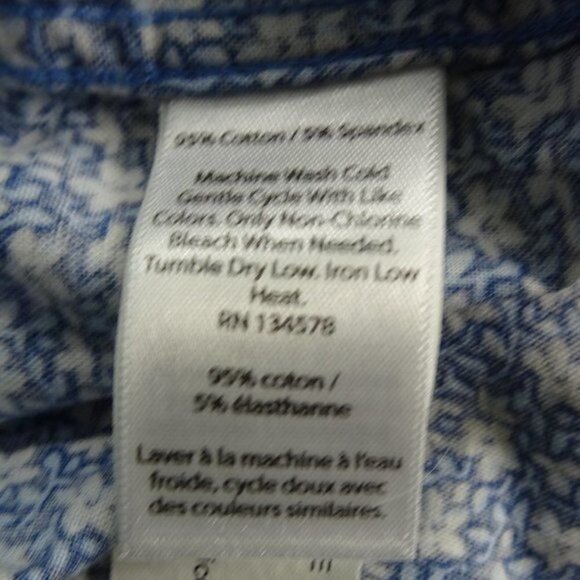 95% Cotton / 5% Spandex
Machine Wash Cold
Gentle Cycle With Like
Colors. Only Non-Chlorine
Bleach When Needed.
Tumble Dry Low. Iron Low
Heat.
RN 134578
95% coton /
5% élasthanne
Laver à la machine à l'eau
froide, cycle doux avec
des couleurs similaires.